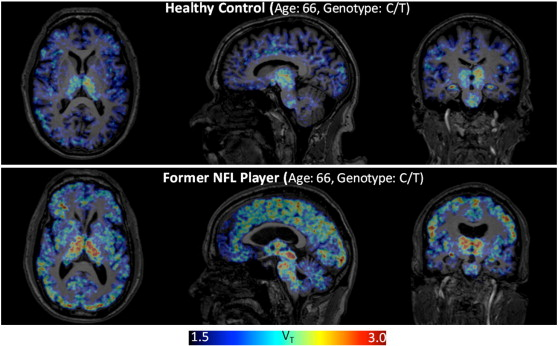 Healthy Control (Age: 66, Genotype: C/T)
Former NFL Player (Age: 66, Genotype: C/T)
1.5 VT 3.0